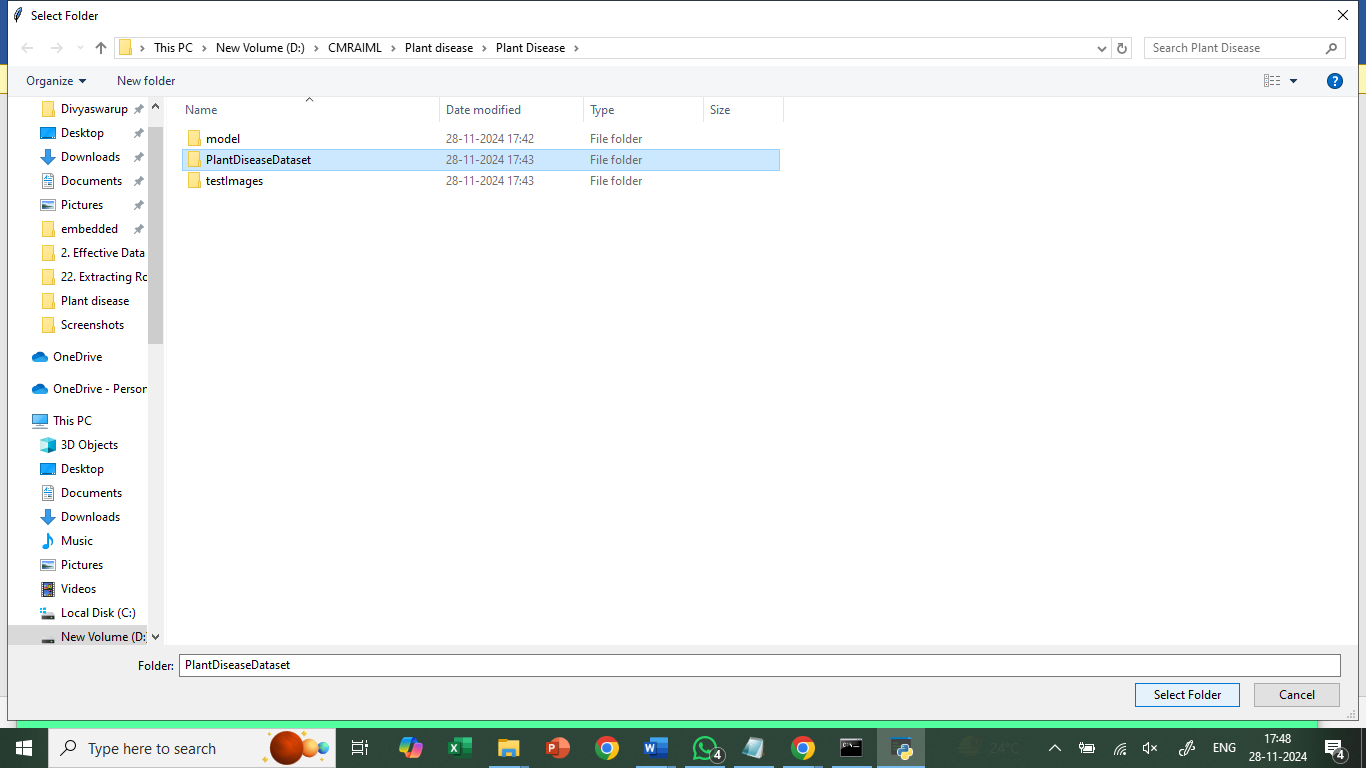 Select Folder
This PC > New Volume (D:) > CMRAIML > Plant disease > Plant Disease >
Search Plant Disease
Organize
New folder
Name Date modified Type Size
model 28-11-2024 17:42 File folder
PlantDiseaseDataset 28-11-2024 17:43 File folder
testImages 28-11-2024 17:43 File folder
Divyaswarup
Desktop
Downloads
Documents
Pictures
embedded
2. Effective Data
22. Extracting Rc
Plant disease
Screenshots
OneDrive
OneDrive - Person
This PC
3D Objects
Desktop
Documents
Downloads
Music
Pictures
Videos
Local Disk (C:)
New Volume (D:
Folder: PlantDiseaseDataset
Select Folder
Cancel
Type here to search
4
24°C
ENG
17:48
28-11-2024
4